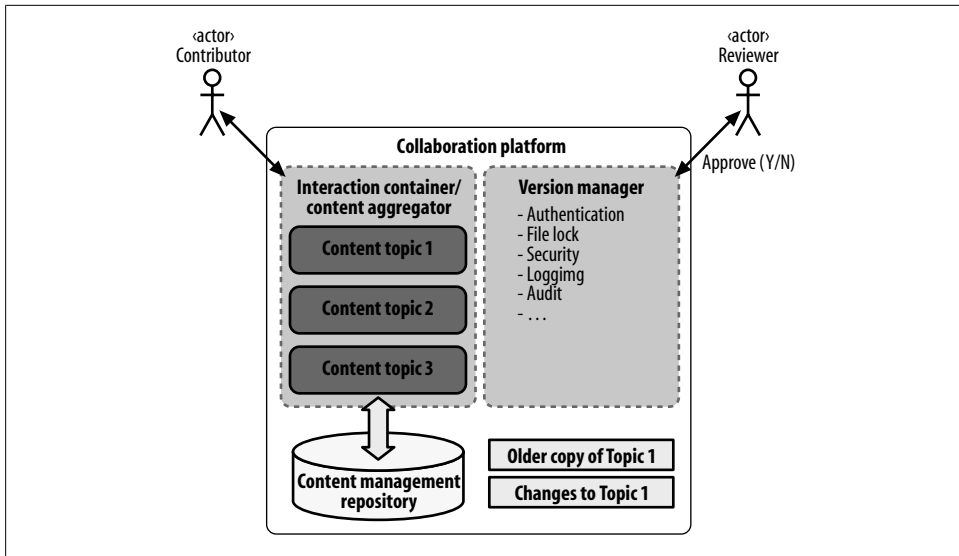 ‹actor›
Contributor
‹actor›
Reviewer
Approve (Y/N)
Collaboration platform
Interaction container/
content aggregator
Content topic 1
Content topic 2
Content topic 3
Version manager
- Authentication
- File lock
- Security
- Loggimg
- Audit
- . . .
Content management
repository
Older copy of Topic 1
Changes to Topic 1